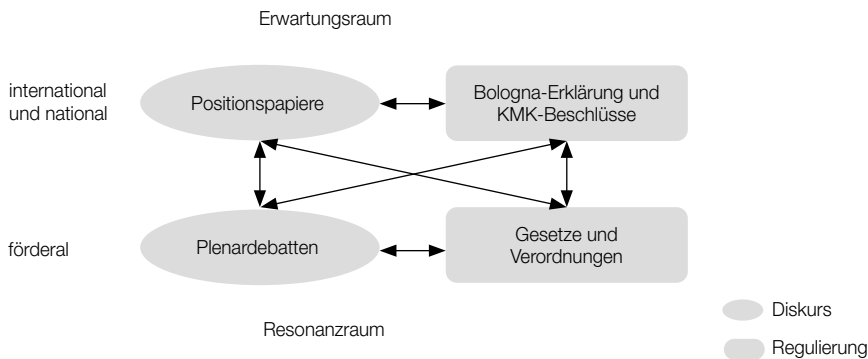 Erwartungsraum
international
und national
Positionspapiere
Bologna-Erklärung und
KMK-Beschlüsse
förderal
Plenardebatten
Gesetze und
Verordnungen
Resonanzraum
Diskurs
Regulierung